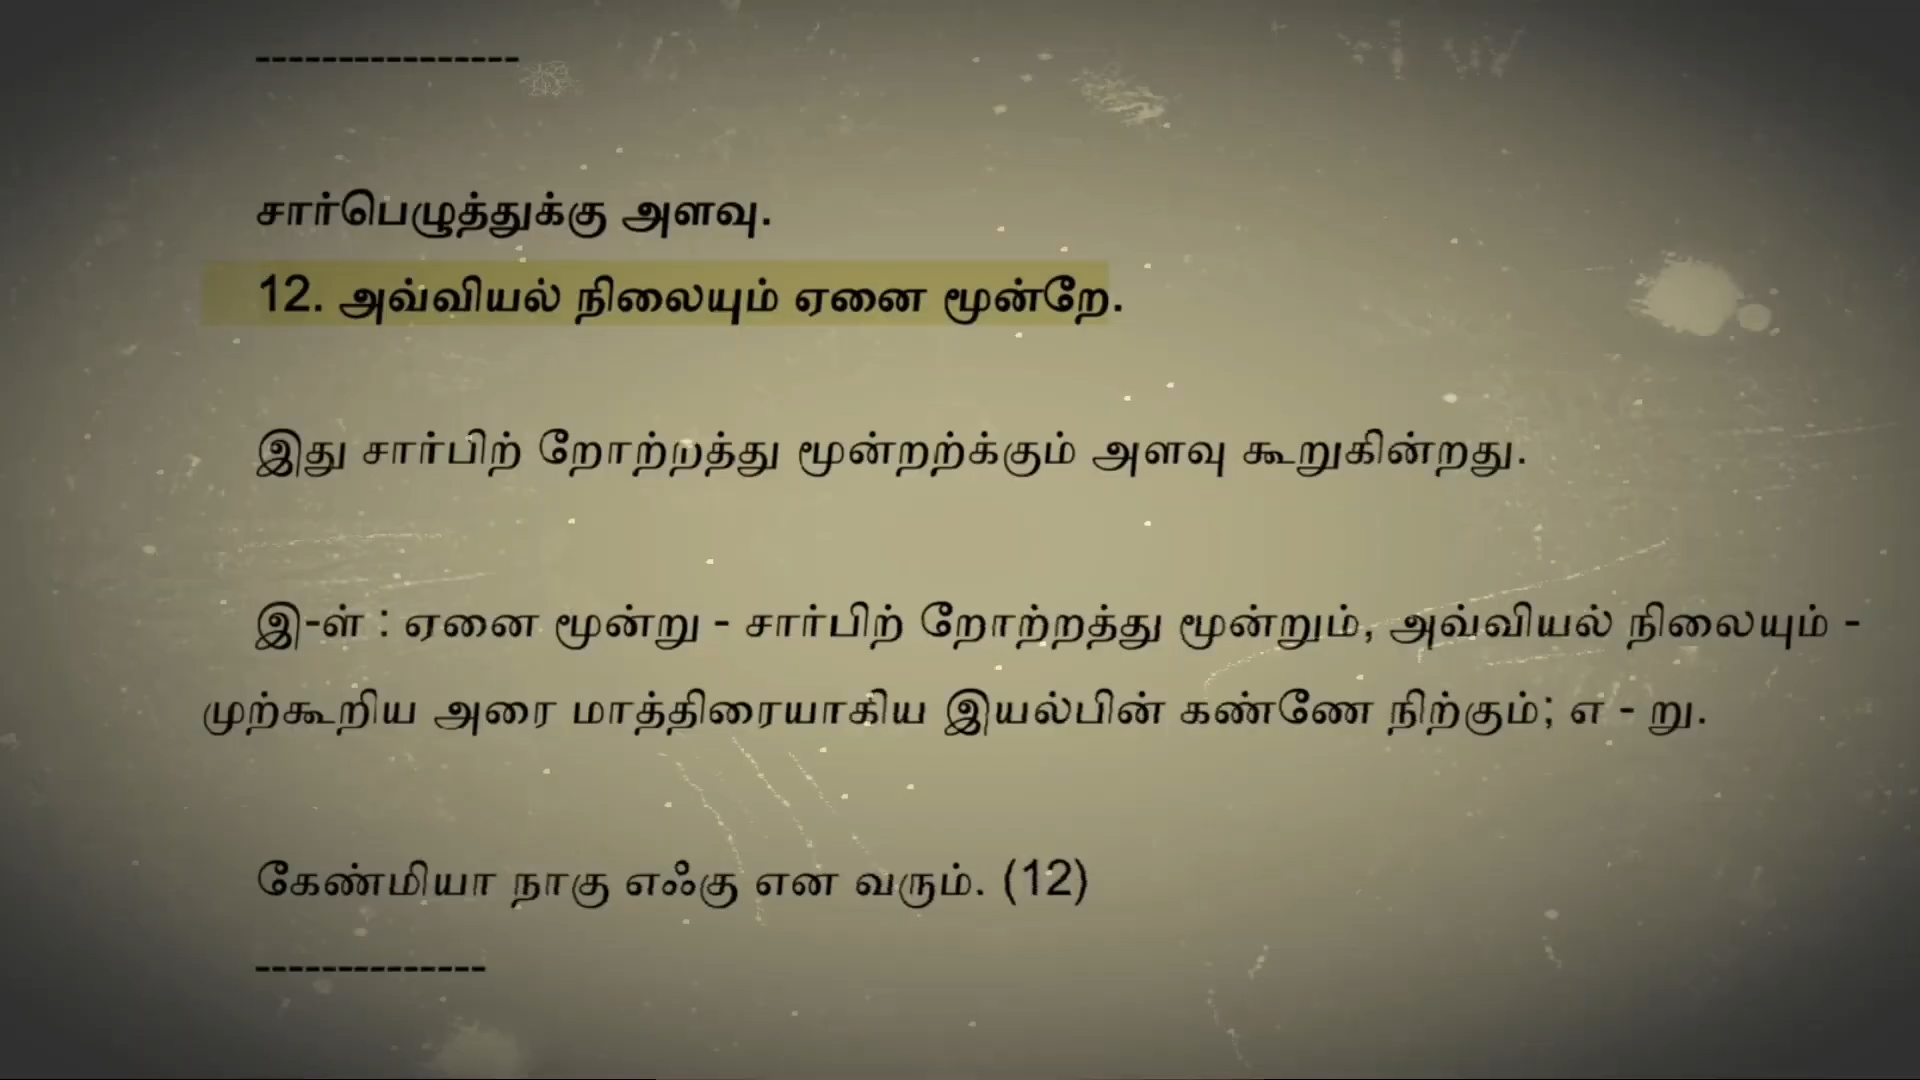 ----------------
சார்பெழுத்துக்கு அளவு.
12. அவ்வியல் நிலையும் ஏனை மூன்றே.
இது சார்பிற் றோற்றத்து மூன்றற்க்கும் அளவு கூறுகின்றது.
இ-ள் : ஏனை மூன்று - சார்பிற் றோற்றத்து மூன்றும், அவ்வியல் நிலையும் -
முற்கூறிய அரை மாத்திரையாகிய இயல்பின் கண்ணே நிற்கும்; எ - று.
கேண்மியா நாகு எஃகு என வரும். (12)
--------------